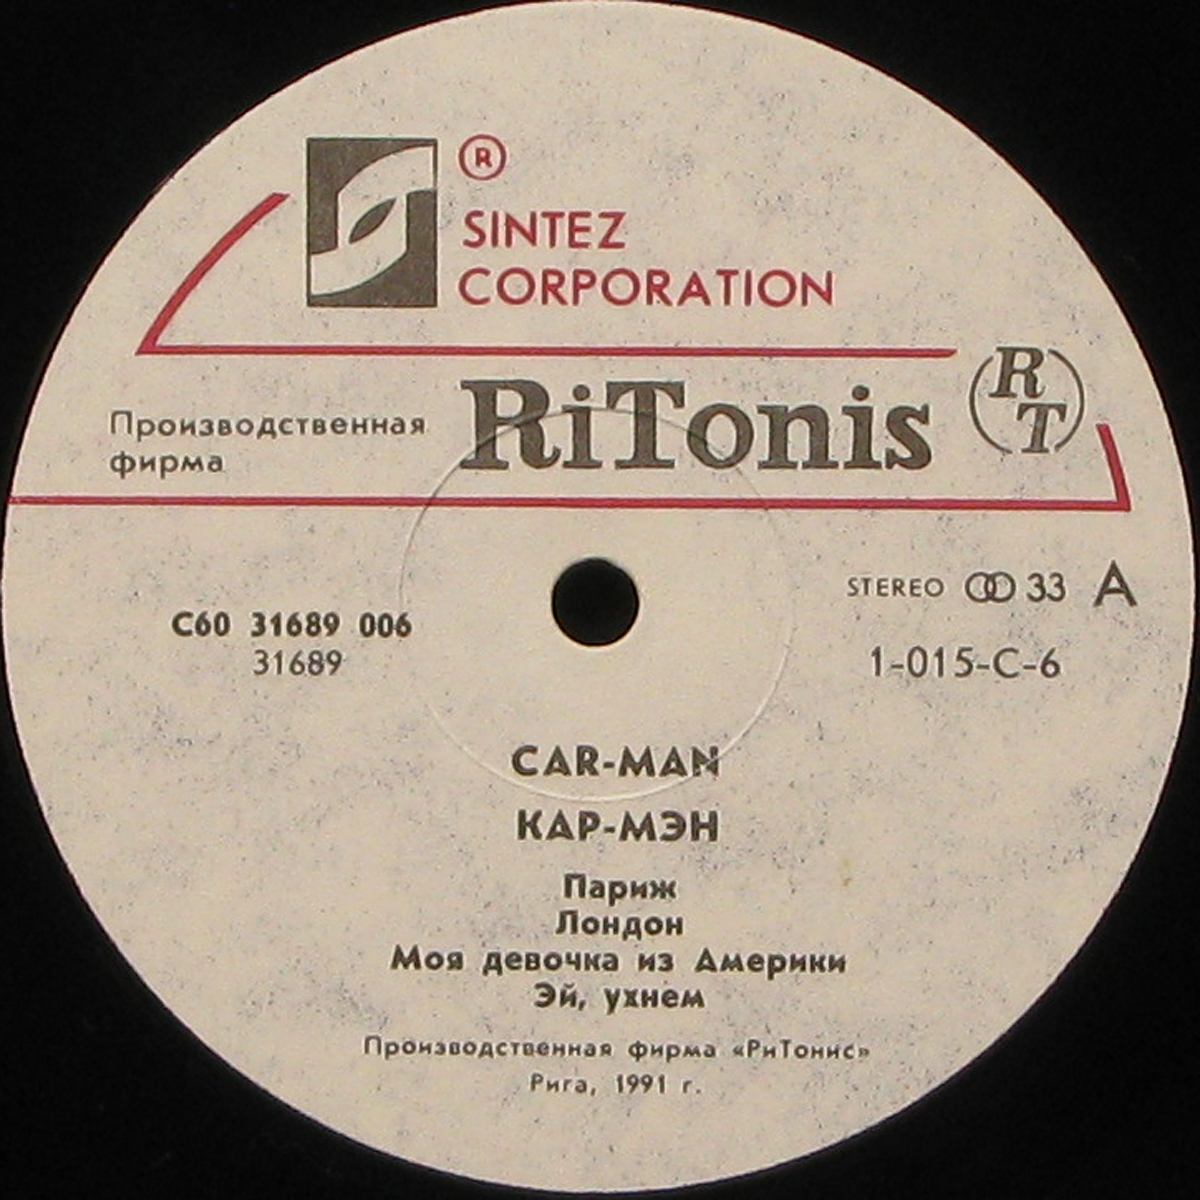 ®
SINTEZ
CORPORATION
Производственная
фирма
RiTonis
RT
STEREO 33 A
С60 31689 006
31689
1-015-С-6
CAR-MAN
КАР-МЭН
Париж
Лондон
Моя девочка из Америки
Эй, ухнем
Производственная фирма «РиТонис»
Рига, 1991 г.